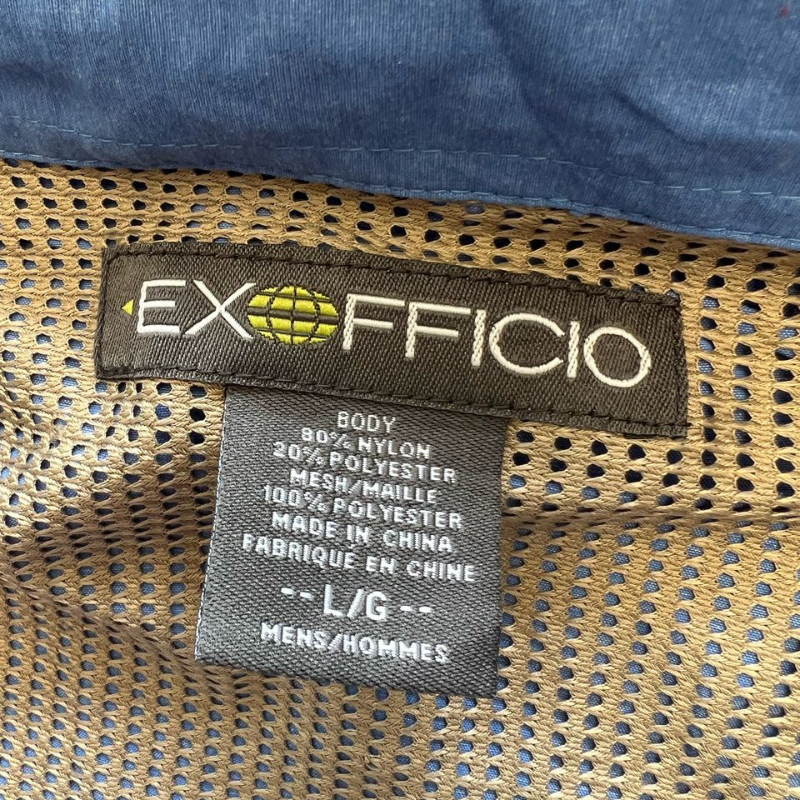 EXOFFICIO
BODY
80% NYLON
20% POLYESTER
MESH/MAILLE
100% POLYESTER
MADE IN CHINA
FABRIQUE EN CHINE
-- L/G --
MENS/HOMMES